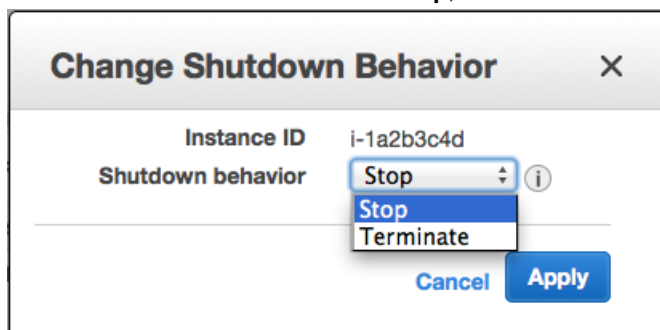 Change Shutdown Behavior
Instance ID i-1a2b3c4d
Shutdown behavior Stop
Stop
Terminate
Cancel Apply